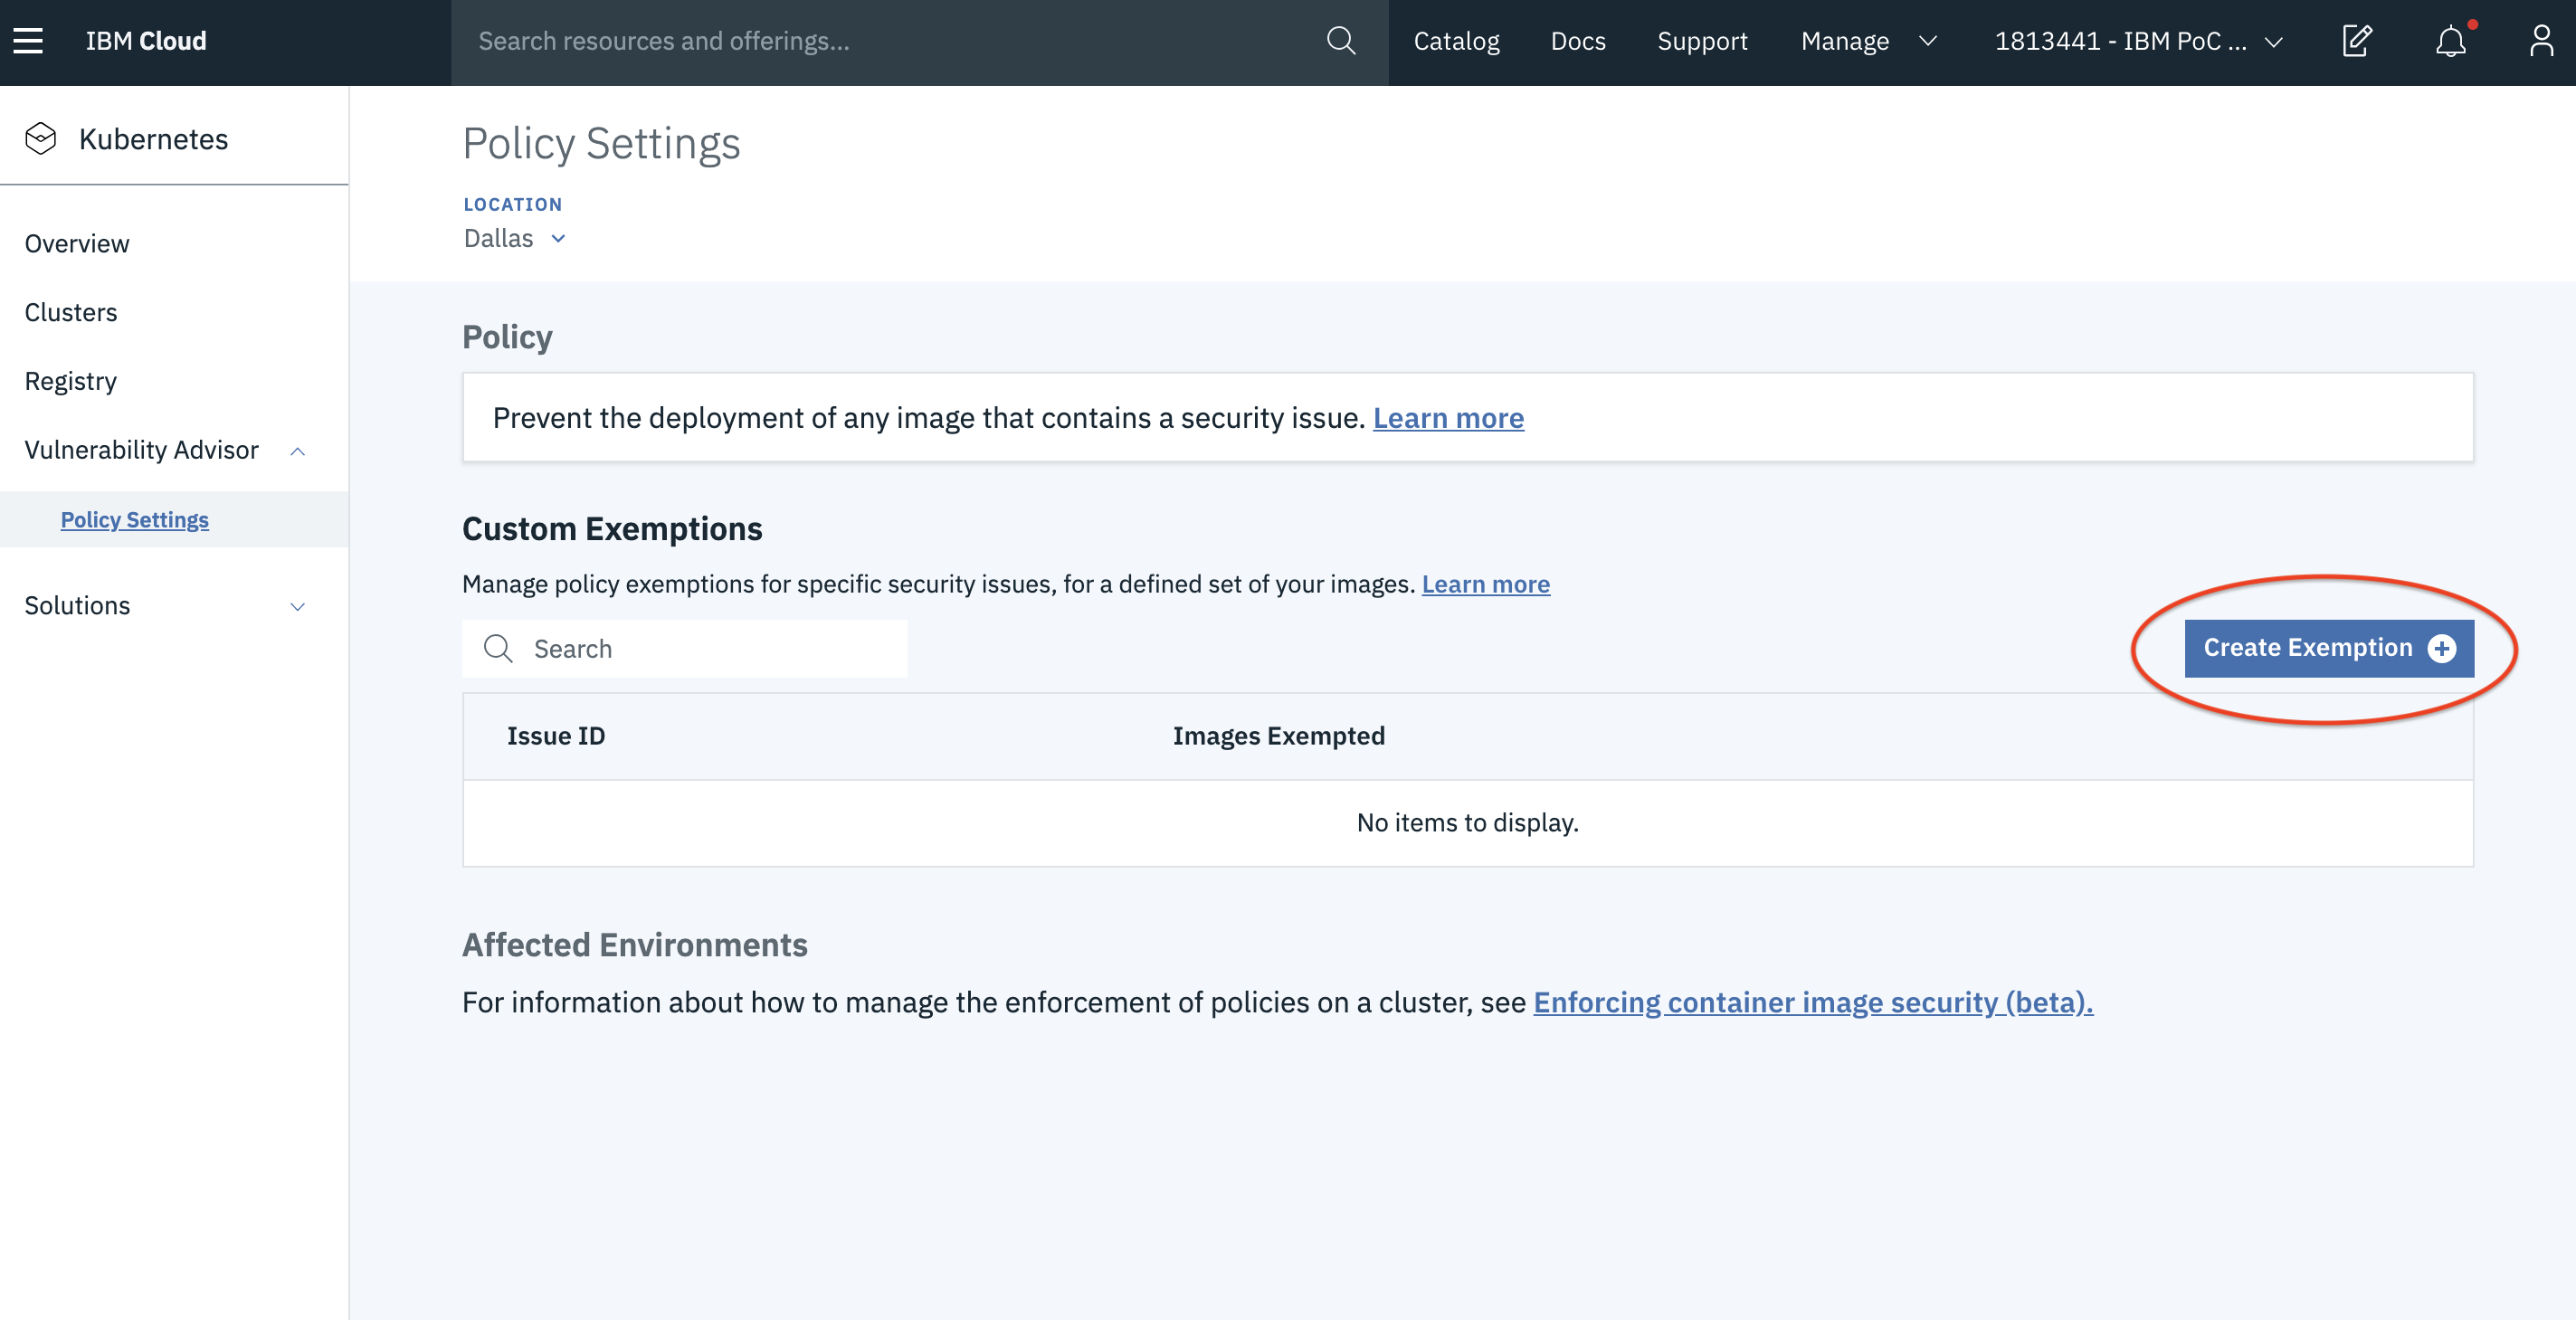 IBM Cloud
Search resources and offerings...
Catalog
Docs
Support
Manage
1813441 - IBM PoC ...
Kubernetes
Overview
Clusters
Registry
Vulnerability Advisor
Policy Settings
Solutions
Policy Settings
LOCATION
Dallas
Policy
Prevent the deployment of any image that contains a security issue. Learn more
Custom Exemptions
Manage policy exemptions for specific security issues, for a defined set of your images. Learn more
Search
Create Exemption
Issue ID
Images Exempted
No items to display.
Affected Environments
For information about how to manage the enforcement of policies on a cluster, see Enforcing container image security (beta).